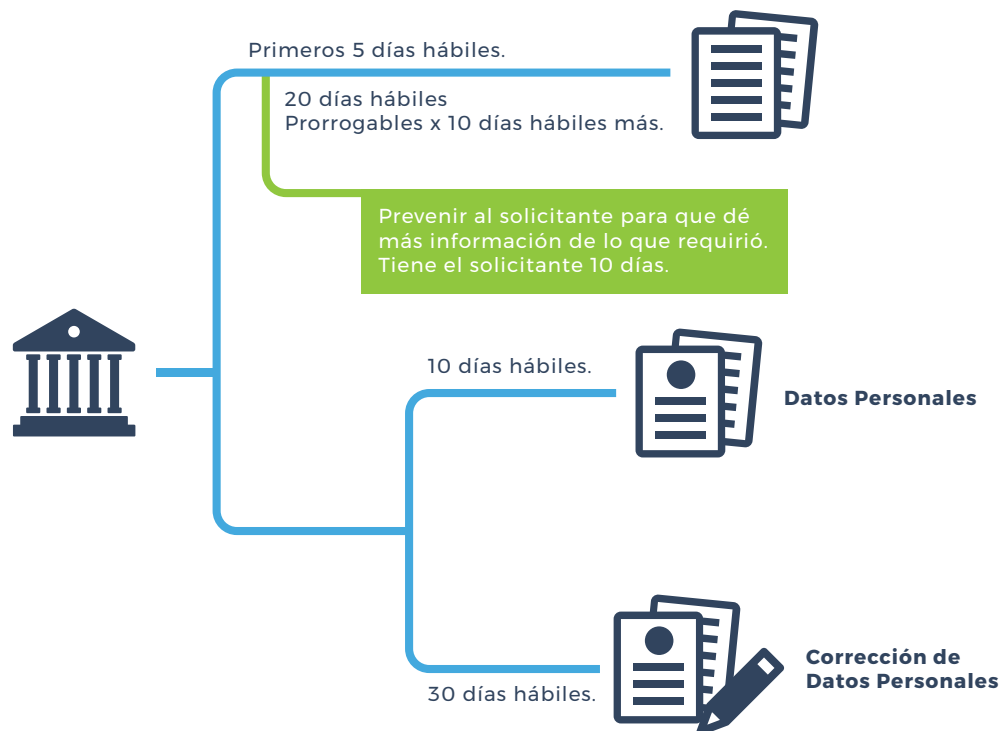 Primeros 5 días hábiles.
20 días hábiles
Prorrogables x 10 días hábiles más.
Prevenir al solicitante para que dé
más información de lo que requirió.
Tiene el solicitante 10 días.
10 días hábiles.
Datos Personales
30 días hábiles.
Corrección de
Datos Personales